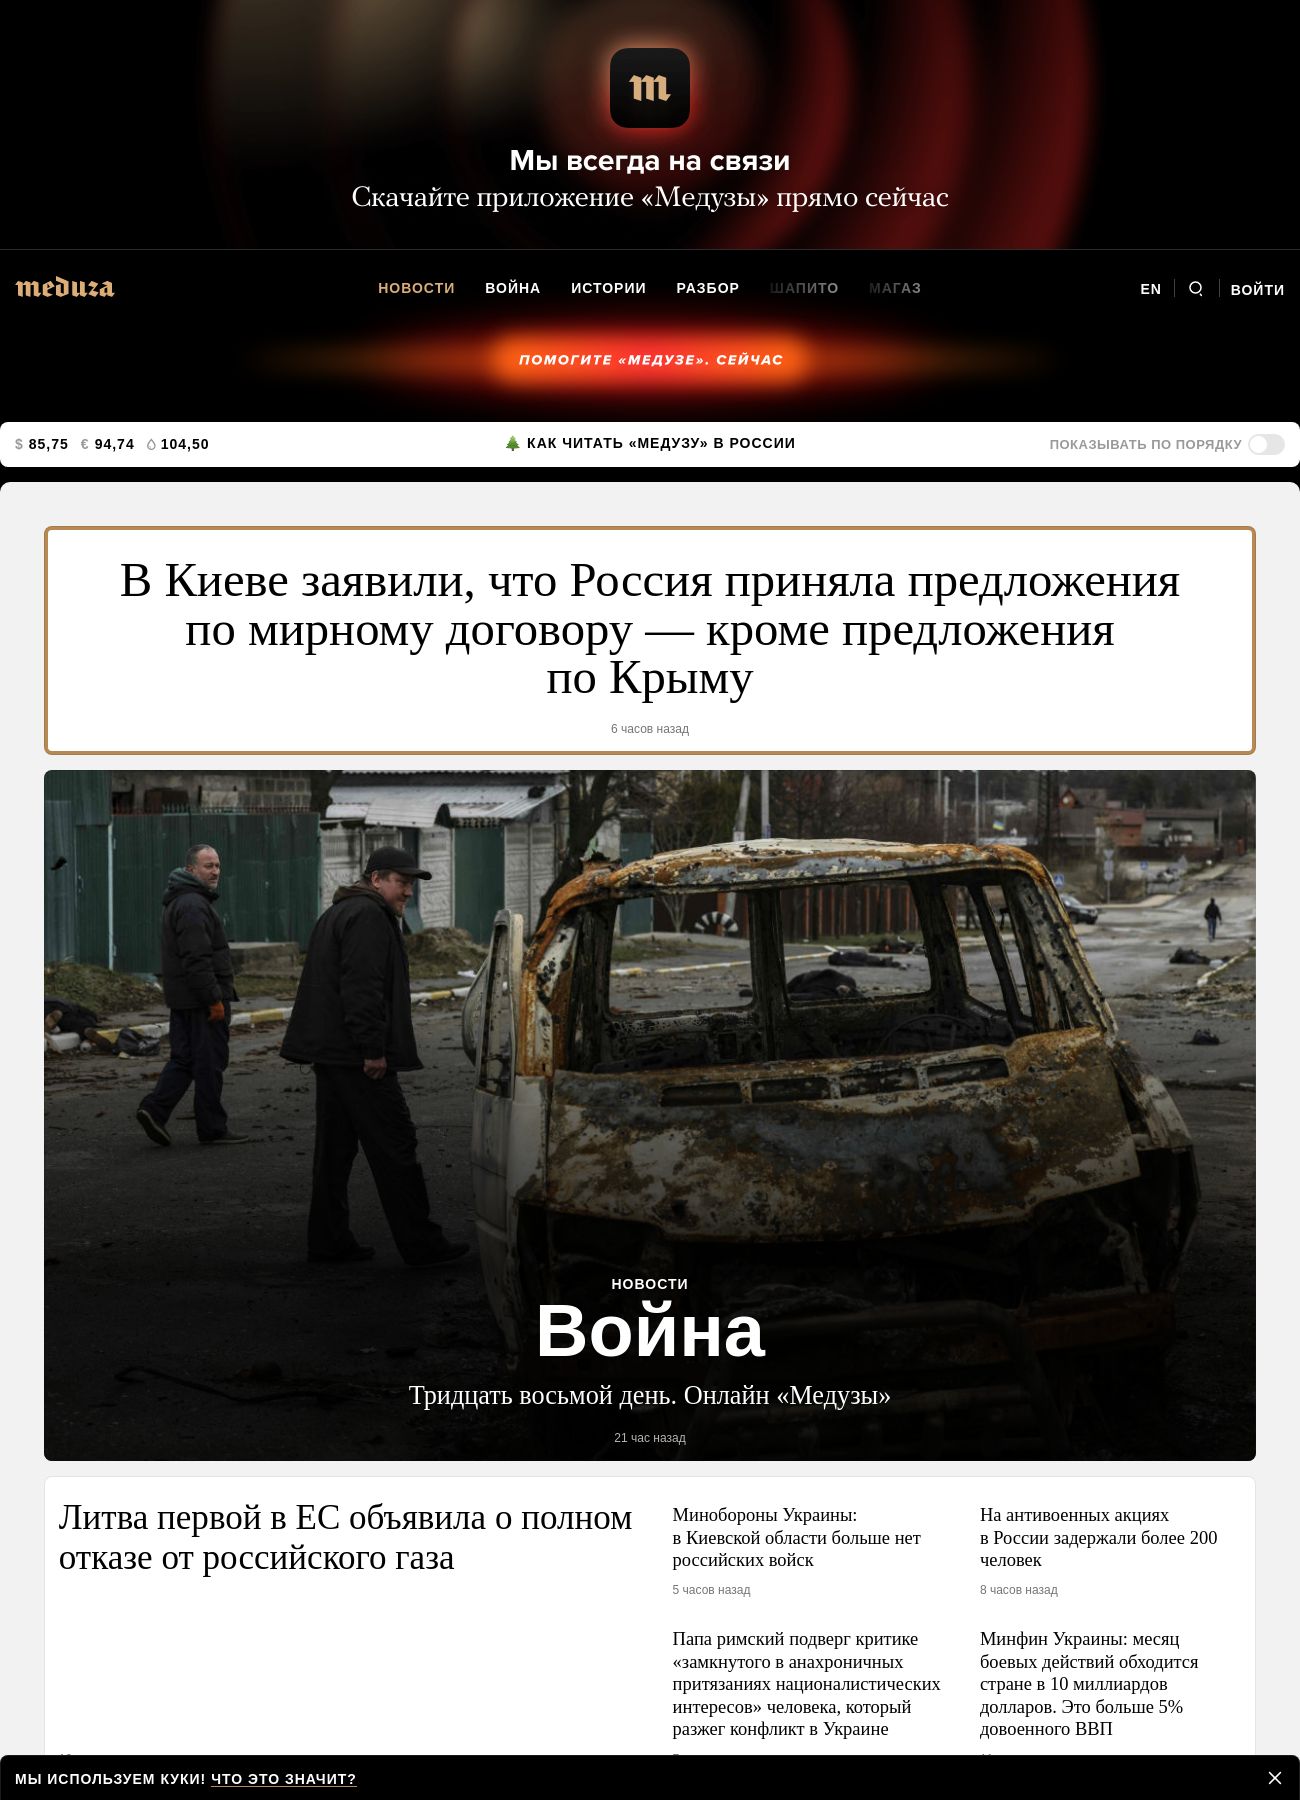 m
Мы всегда на связи
Скачайте приложение «Медузы» прямо сейчас
meduza
НОВОСТИ ВОЙНА ИСТОРИИ РАЗБОР ШАПИТО МАГАЗ
EN ВОЙТИ
ПОМОГИТЕ «МЕДУЗЕ». СЕЙЧАС
$ 85,75 € 94,74 104,50
КАК ЧИТАТЬ «МЕДУЗУ» В РОССИИ
ПОКАЗЫВАТЬ ПО ПОРЯДКУ
В Киеве заявили, что Россия приняла предложения
по мирному договору — кроме предложения
по Крыму
6 часов назад
НОВОСТИ
Война
Тридцать восьмой день. Онлайн «Медузы»
21 час назад
Литва первой в ЕС объявила о полном
отказе от российского газа
Минобороны Украины:
в Киевской области больше нет
российских войск
5 часов назад
На антивоенных акциях
в России задержали более 200
человек
8 часов назад
Папа римский подверг критике
«замкнутого в анахроничных
притязаниях националистических
интересов» человека, который
разжег конфликт в Украине
Минфин Украины: месяц
боевых действий обходится
стране в 10 миллиардов
долларов. Это больше 5%
довоенного ВВП
МЫ ИСПОЛЬЗУЕМ КУКИ! ЧТО ЭТО ЗНАЧИТ?